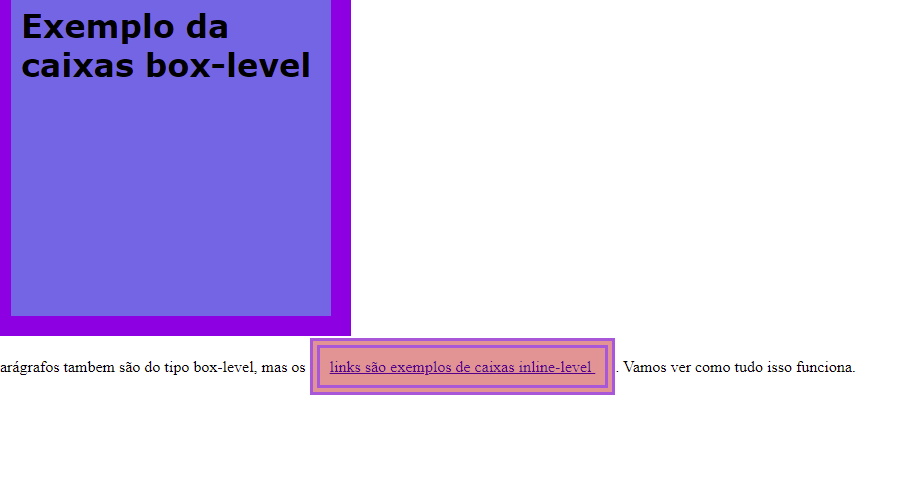 Exemplo da
caixas box-level
arágrafos tambem são do tipo box-level, mas os links são exemplos de caixas inline-level . Vamos ver como tudo isso funciona.